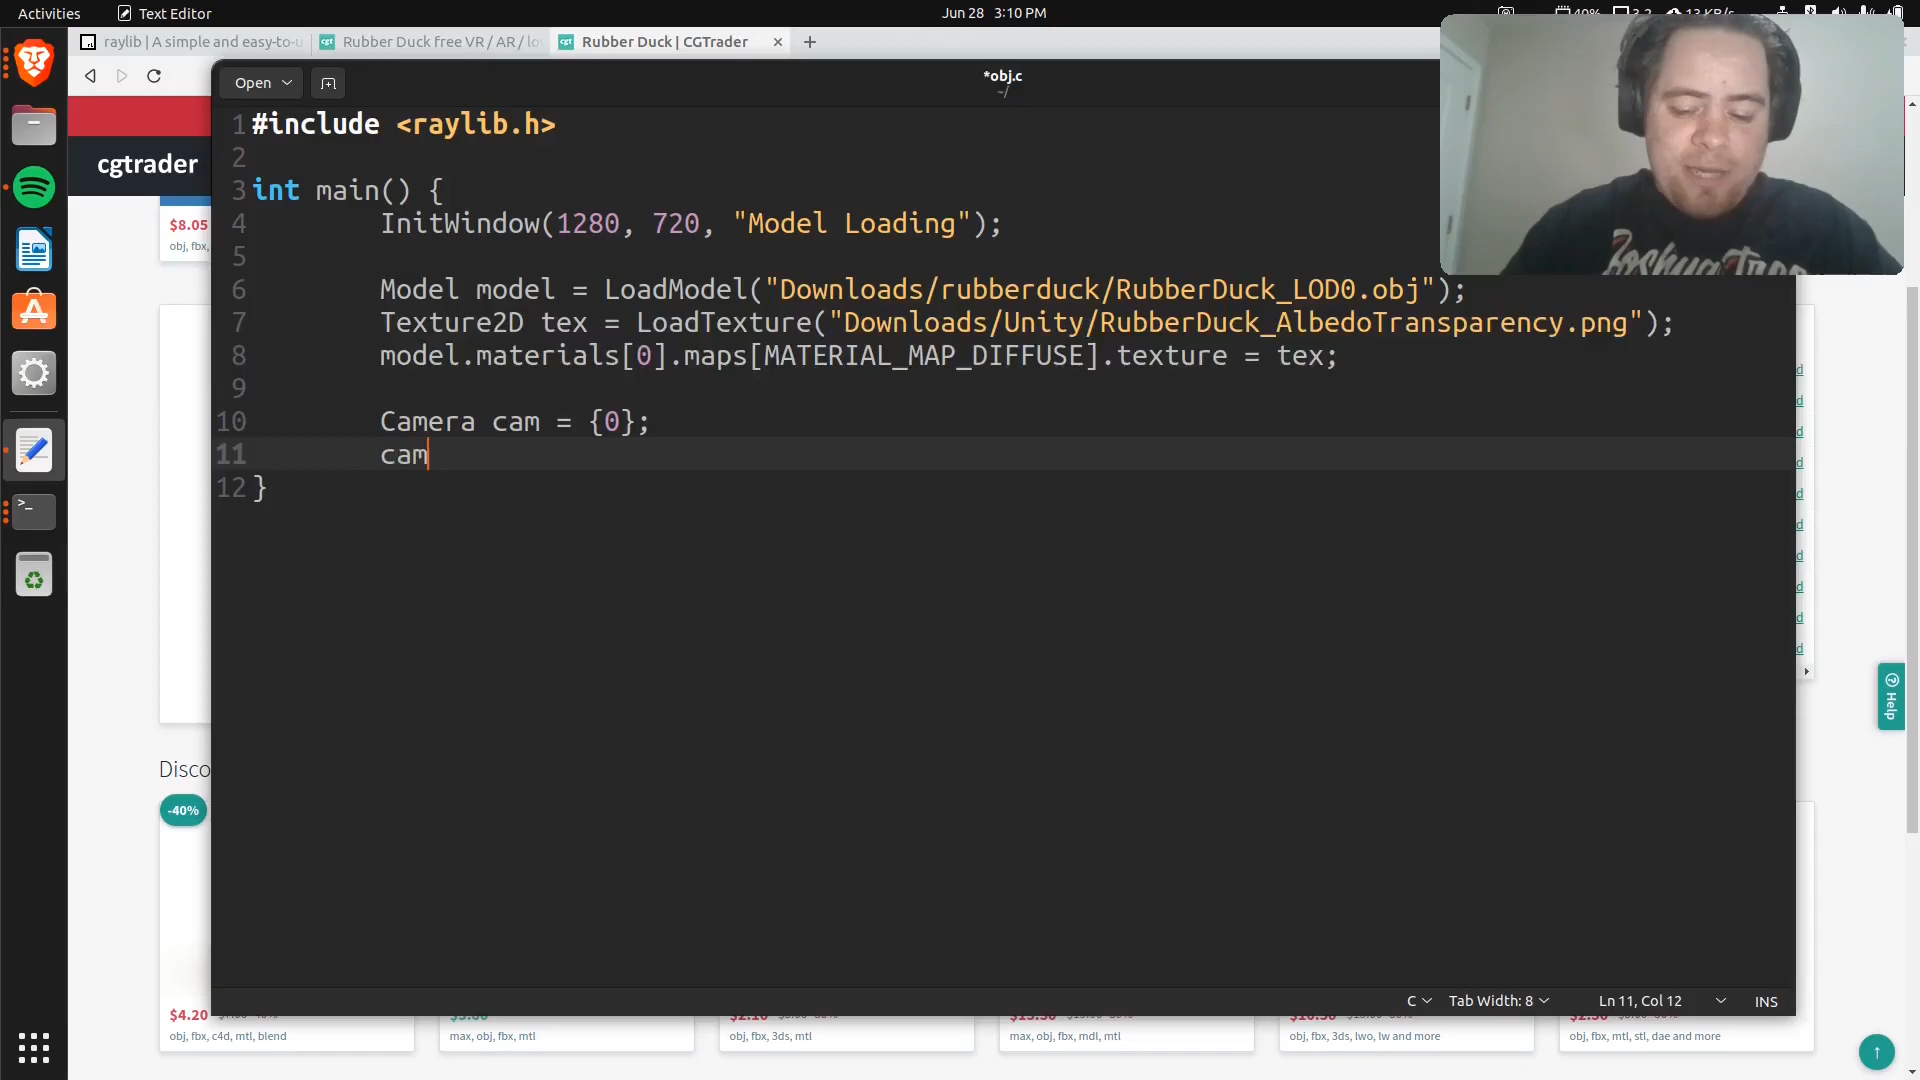 Activities
Text Editor
Jun 28 3:10 PM
raylib | A simple and easy-to-u
Rubber Duck free VR / AR / lo
Rubber Duck | CGTrader
cgtrader
$8.05
obj, fbx,
Open
*obj.c
~/
1 #include <raylib.h>
2
3 int main() {
4 InitWindow(1280, 720, "Model Loading");
5
6 Model model = LoadModel("Downloads/rubberduck/RubberDuck_LOD0.obj");
7 Texture2D tex = LoadTexture("Downloads/Unity/RubberDuck_AlbedoTransparency.png");
8 model.materials[0].maps[MATERIAL_MAP_DIFFUSE].texture = tex;
9
10 Camera cam = {0};
11 cam
12 }
Help
Disco
-40%
C
Tab Width: 8
Ln 11, Col 12
INS
$4.20
obj, fbx, c4d, mtl, blend
max, obj, fbx, mtl
obj, fbx, 3ds, mtl
max, obj, fbx, mdl, mtl
obj, fbx, 3ds, lwo, lw and more
obj, fbx, mtl, stl, dae and more